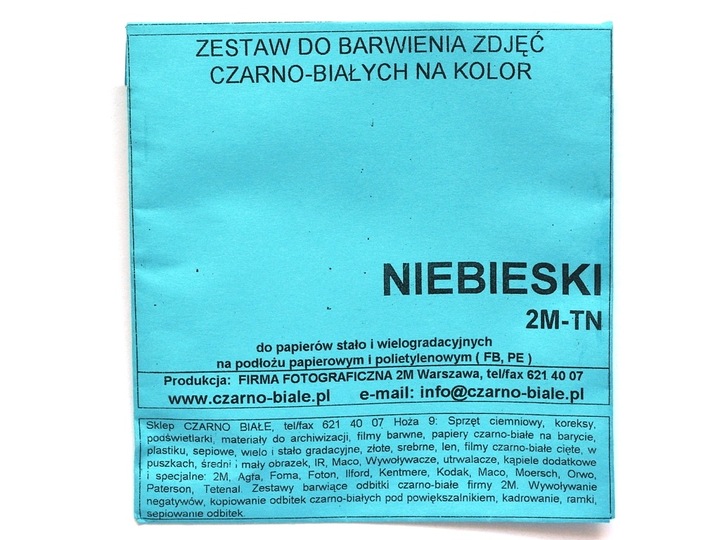 ZESTAW DO BARWIENIA ZDJĘĆ
CZARNO-BIAŁYCH NA KOLOR
NIEBIESKI
2M-TN
do papierów stało i wielogradacyjnych
na podłożu papierowym i polietylenowym ( FB, PE )
Produkcja: FIRMA FOTOGRAFICZNA 2M Warszawa, tel/fax 621 40 07
www.czarno-biale.pl e-mail: info@czarno-biale.pl
Sklep CZARNO BIAŁE, tel/fax 621 40 07 Hoża 9: Sprzęt ciemniowy, koreksy,
podświetlarki, materiały do archiwizacji, filmy barwne, papiery czarno-białe na barycie,
plastiku, sepiowe, wielo i stało gradacyjne, złote, srebrne, len, filmy czarno-białe cięte, w
puszkach, średni i mały obrazek, IR, Maco, Wywoływacze, utrwalacze, kąpiele dodatkowe
i specjalne: 2M, Agfa, Foma, Foton, Ilford, Kentmere, Kodak, Maco, Moersch, Orwo,
Paterson, Tetenal. Zestawy barwiące odbitki czarno-białe firmy 2M. Wywoływanie
negatywów, kopiowanie odbitek czarno-białych pod powiększalnikiem, kadrowanie, ramki,
sepiowanie odbitek.